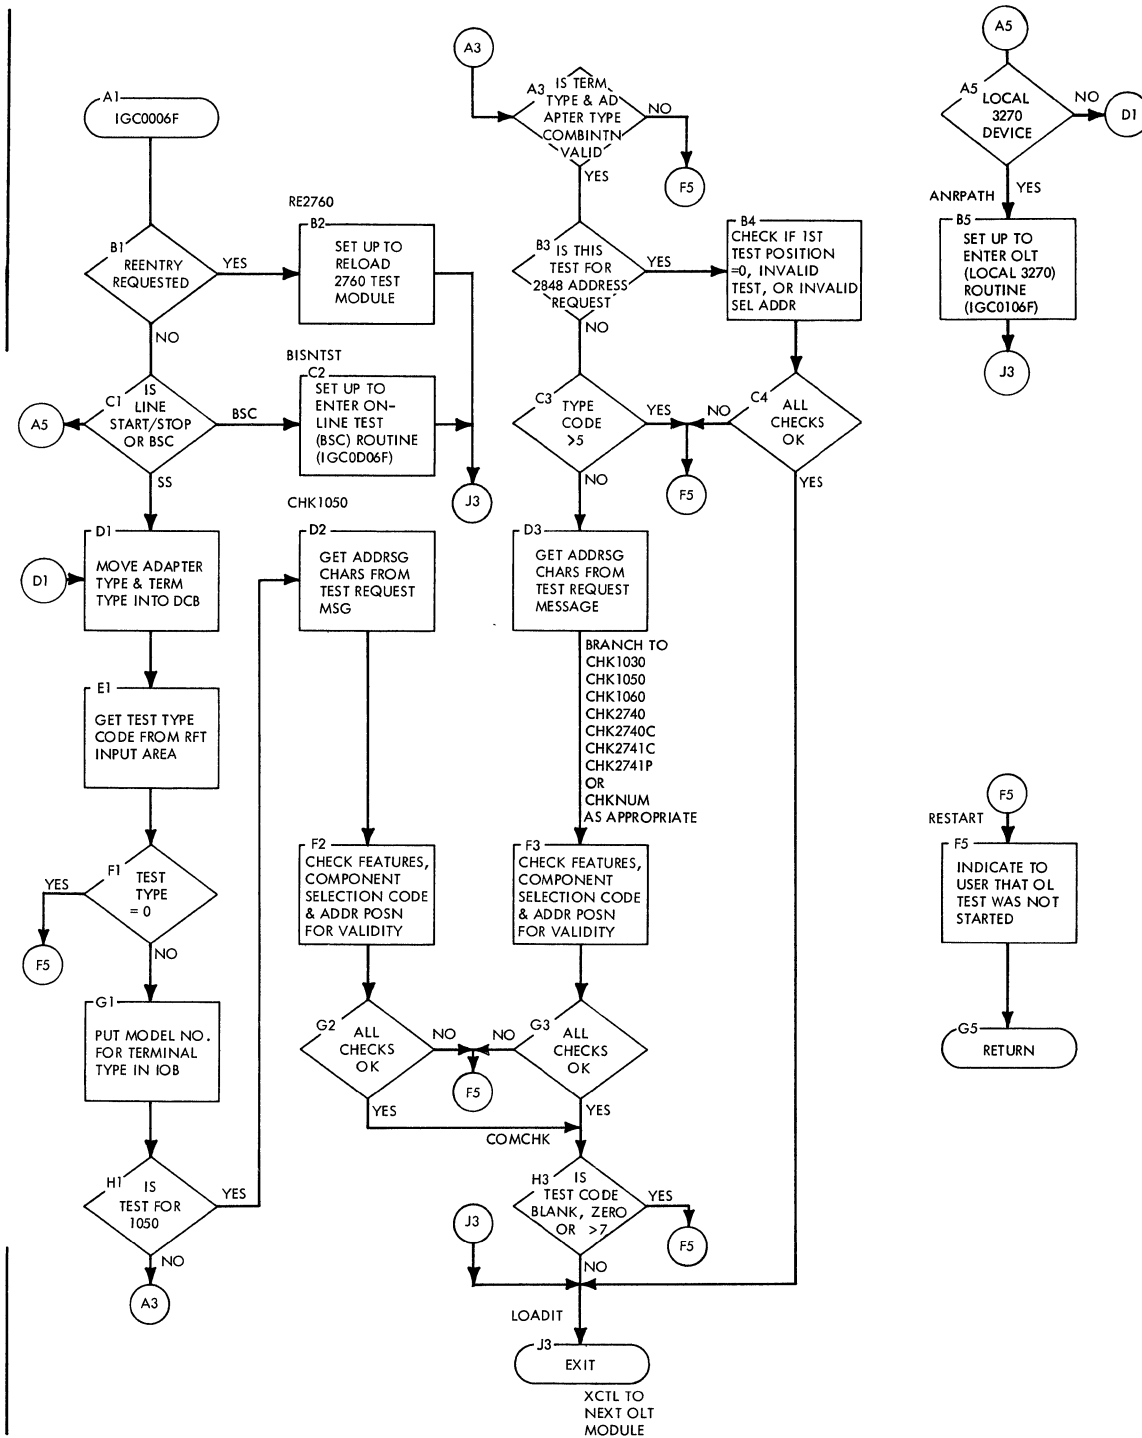 A1
IGC0006F
B1
REENTRY
REQUESTED
YES
NO
RE2760
B2
SET UP TO
RELOAD
2760 TEST
MODULE
C1
IS
LINE
START/STOP
OR BSC
A5
BSC
SS
BISNTST
C2
SET UP TO
ENTER ON-
LINE TEST
(BSC) ROUTINE
(IGC0D06F)
J3
D1
D1
MOVE ADAPTER
TYPE & TERM
TYPE INTO DCB
E1
GET TEST TYPE
CODE FROM RFT
INPUT AREA
F1
TEST
TYPE
= 0
YES
F5
NO
G1
PUT MODEL NO.
FOR TERMINAL
TYPE IN IOB
H1
IS
TEST FOR
1050
YES
NO
A3
CHK1050
D2
GET ADDRSG
CHARS FROM
TEST REQUEST
MSG
F2
CHECK FEATURES,
COMPONENT
SELECTION CODE
& ADDR POSN
FOR VALIDITY
G2
ALL
CHECKS
OK
NO
YES
F5
A3
A3
IS TERM
TYPE & AD
APTER TYPE
COMBINTN
VALID
NO
F5
YES
B3
IS THIS
TEST FOR
2848 ADDRESS
REQUEST
YES
NO
B4
CHECK IF 1ST
TEST POSITION
=0, INVALID
TEST, OR INVALID
SEL ADDR
C3
TYPE
CODE
>5
YES
NO
F5
C4
ALL
CHECKS
OK
NO
YES
D3
GET ADDRSG
CHARS FROM
TEST REQUEST
MESSAGE
BRANCH TO
CHK1030
CHK1050
CHK1060
CHK2740
CHK2740C
CHK2741C
CHK2741P
OR
CHKNUM
AS APPROPRIATE
F3
CHECK FEATURES,
COMPONENT
SELECTION CODE
& ADDR POSN
FOR VALIDITY
G3
ALL
CHECKS
OK
NO
YES
COMCHK
H3
IS
TEST CODE
BLANK, ZERO
OR >7
YES
F5
NO
J3
LOADIT
J3
EXIT
XCTL TO
NEXT OLT
MODULE
A5
A5
LOCAL
3270
DEVICE
NO
D1
YES
ANRPATH
B5
SET UP TO
ENTER OLT
(LOCAL 3270)
ROUTINE
(IGC0106F)
J3
F5
RESTART
F5
INDICATE TO
USER THAT OL
TEST WAS NOT
STARTED
G5
RETURN